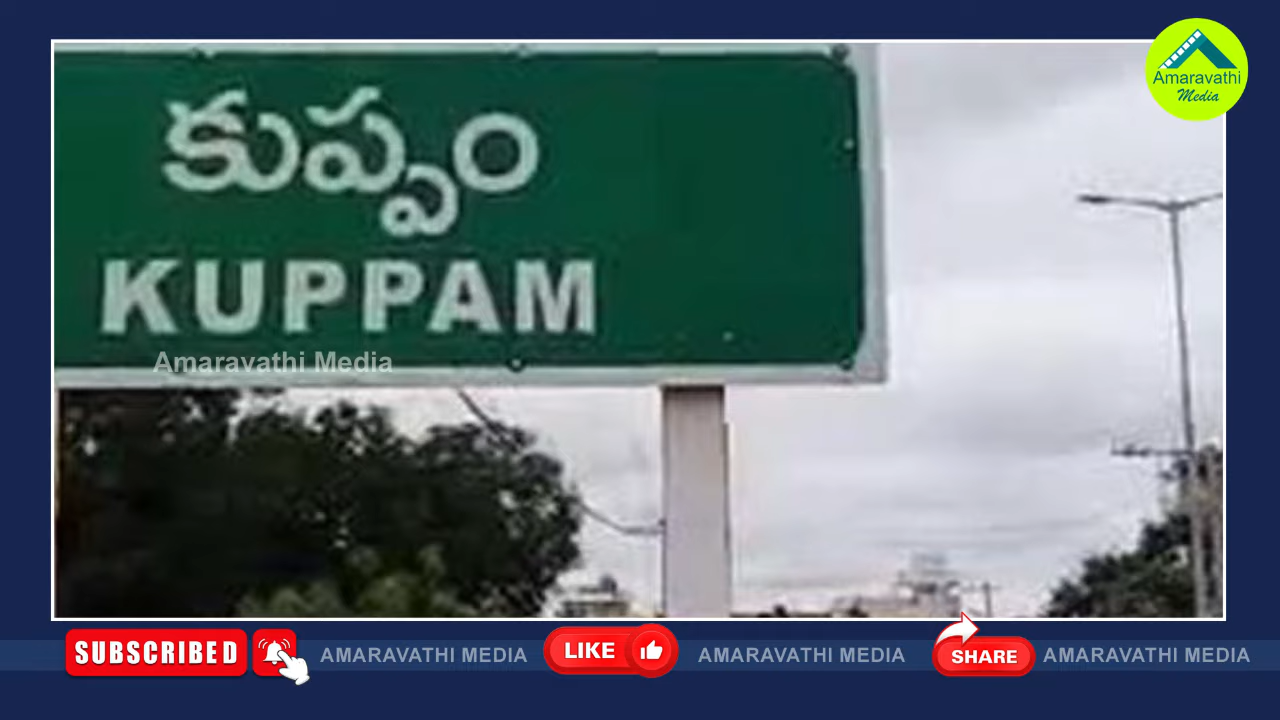 Amaravathi
Media
కుప్పం
KUPPAM
Amaravathi Media
SUBSCRIBED
AMARAVATHI MEDIA
LIKE
AMARAVATHI MEDIA
SHARE
AMARAVATHI MEDIA